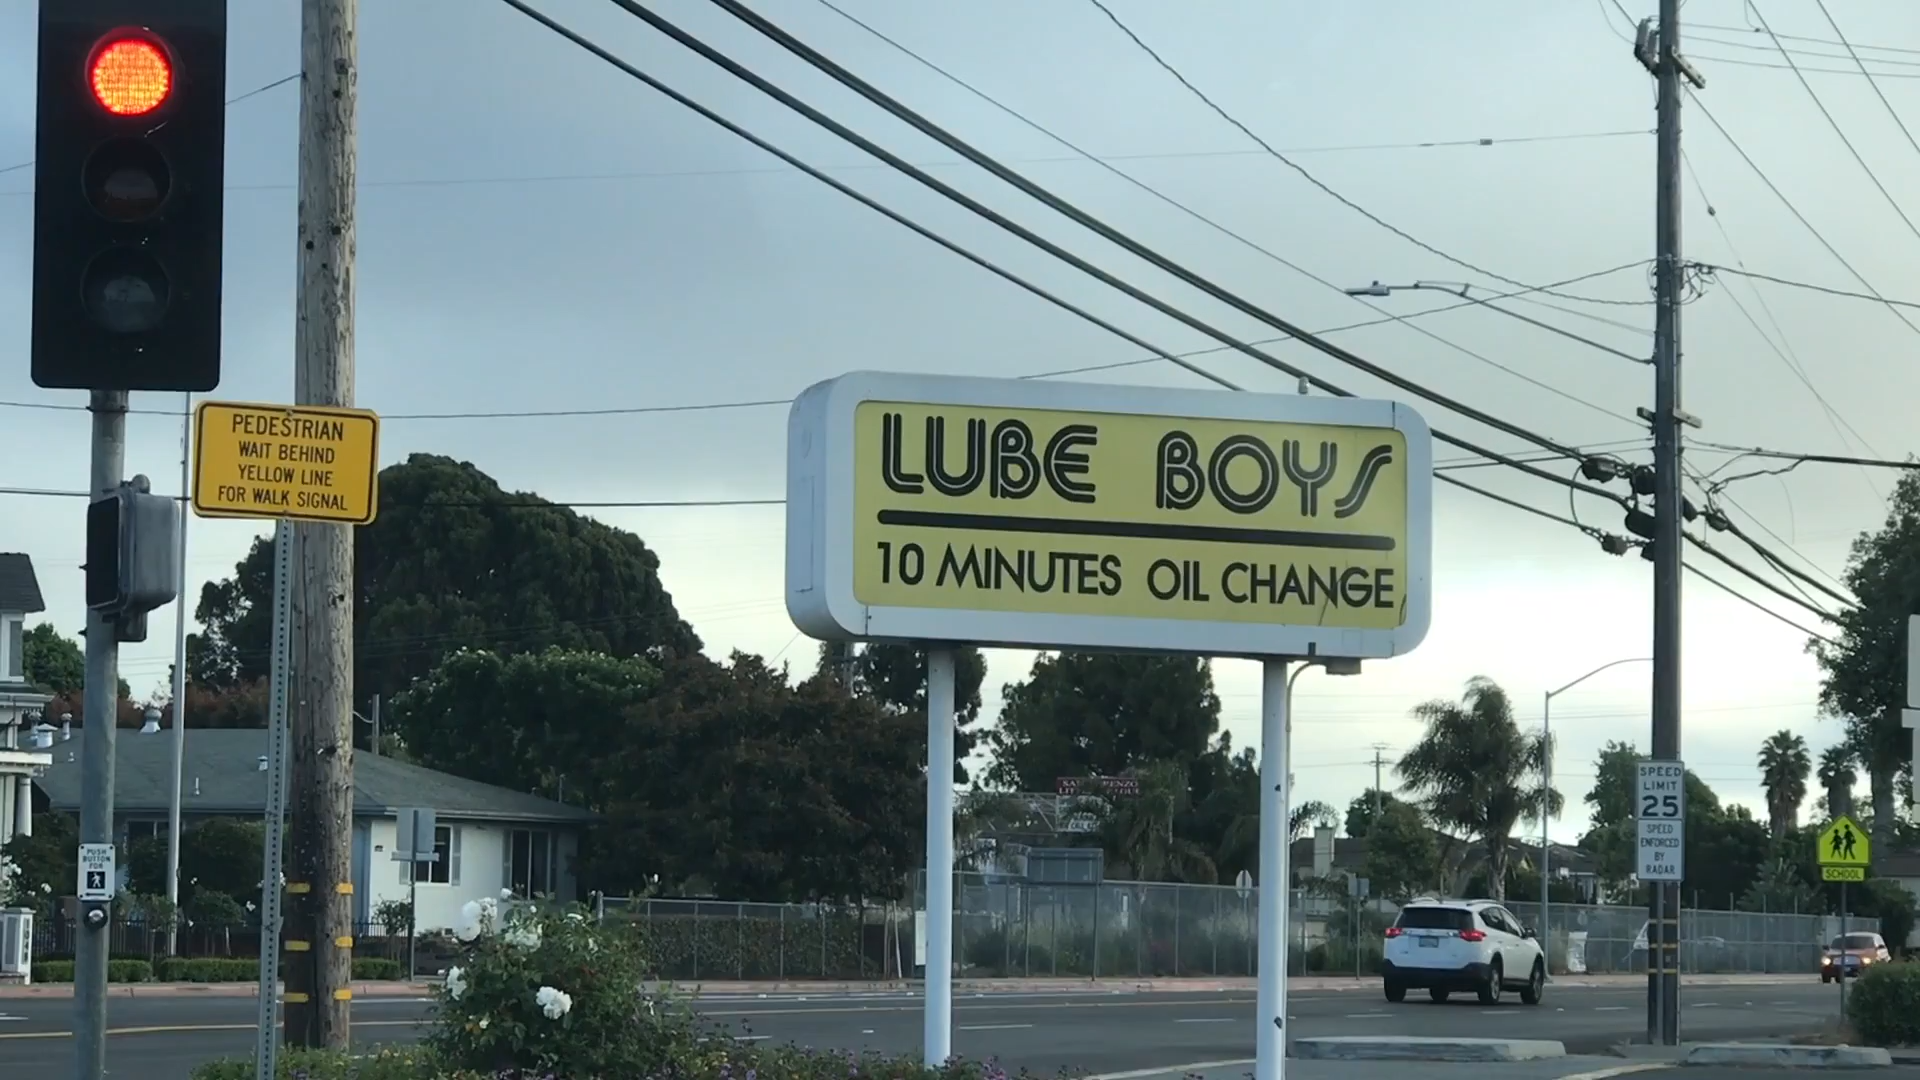 PEDESTRIAN
WAIT BEHIND
YELLOW LINE
FOR WALK SIGNAL
LUBE BOYS
10 MINUTES OIL CHANGE
PUSH
BUTTON
FOR
SPEED
LIMIT
25
SPEED
ENFORCED
BY
RADAR
SCHOOL